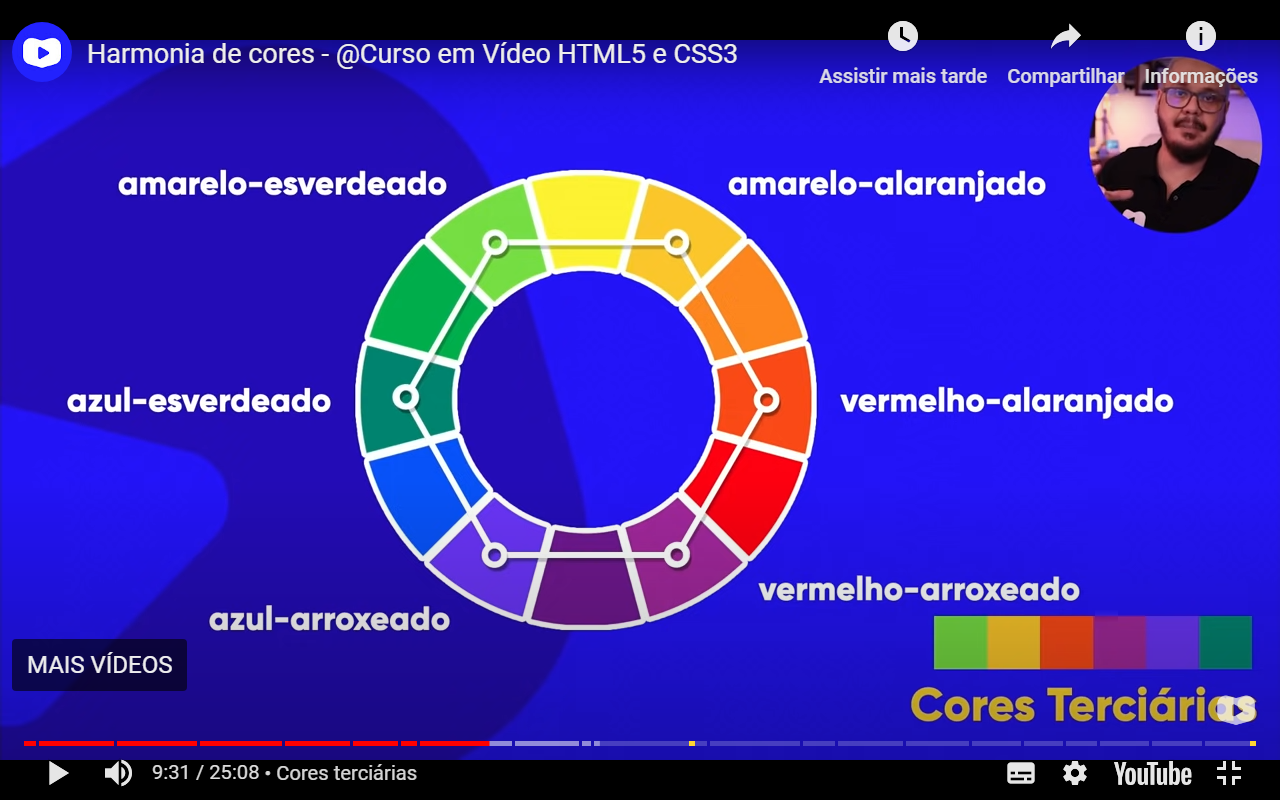 Harmonia de cores - @Curso em Vídeo HTML5 e CSS3
Assistir mais tarde
Compartilhar
Informações
amarelo-esverdeado
amarelo-alaranjado
azul-esverdeado
vermelho-alaranjado
azul-arroxeado
vermelho-arroxeado
MAIS VÍDEOS
Cores Terciárias
9:31 / 25:08 • Cores terciárias
YouTube